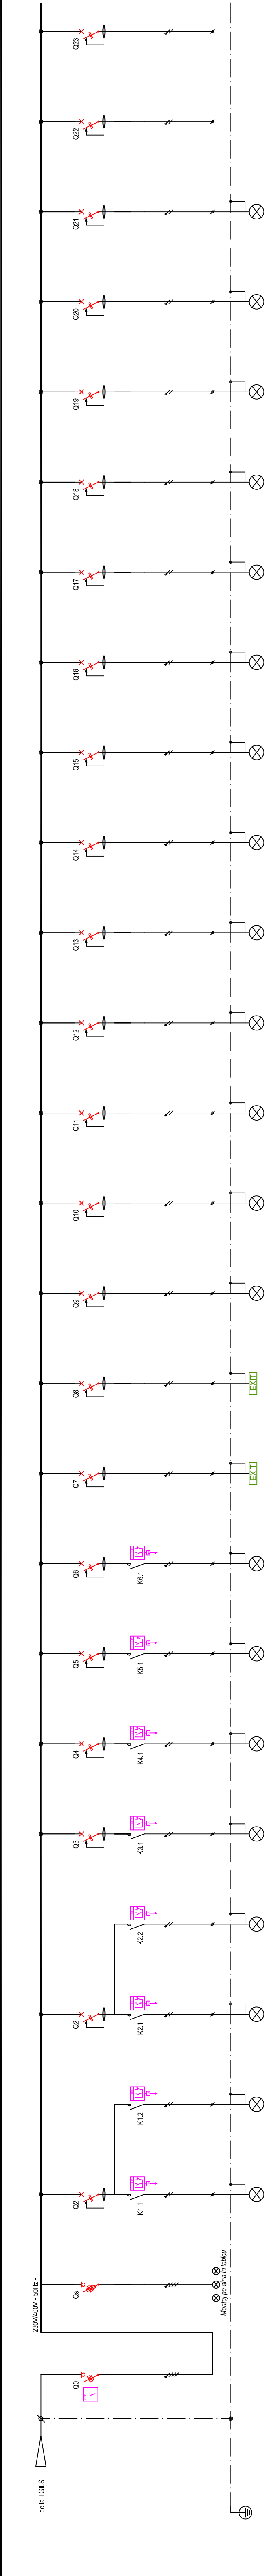 de la TGILS
230V/400V - 50Hz -
Q0
Qs
Montaj pe sina in tablou
Q2
K1.1
K1.2
Q2
K2.1
K2.2
Q3
K3.1
Q4
K4.1
Q5
K5.1
Q6
K6.1
Q7
EXIT
Q8
EXIT
Q9
Q10
Q11
Q12
Q13
Q14
Q15
Q16
Q17
Q18
Q19
Q20
Q21
Q22
Q23